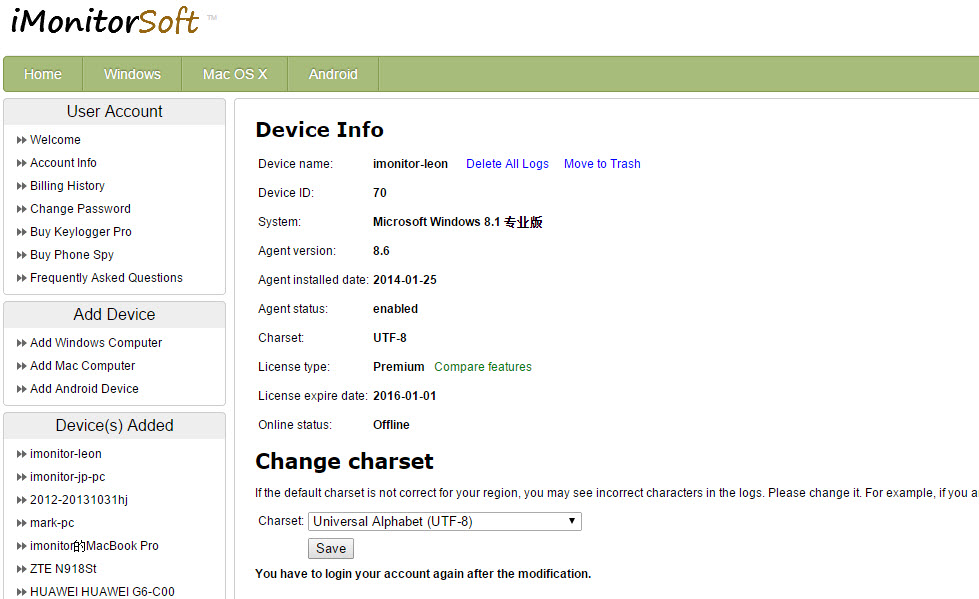 iMonitorSoft ™
Home Windows Mac OS X Android
User Account
Welcome
Account Info
Billing History
Change Password
Buy Keylogger Pro
Buy Phone Spy
Frequently Asked Questions
Add Device
Add Windows Computer
Add Mac Computer
Add Android Device
Device(s) Added
imonitor-leon
imonitor-jp-pc
2012-20131031hj
mark-pc
imonitor的MacBook Pro
ZTE N918St
HUAWEI HUAWEI G6-C00
Device Info
Device name: imonitor-leon Delete All Logs Move to Trash
Device ID: 70
System: Microsoft Windows 8.1 专业版
Agent version: 8.6
Agent installed date: 2014-01-25
Agent status: enabled
Charset: UTF-8
License type: Premium Compare features
License expire date: 2016-01-01
Online status: Offline
Change charset
If the default charset is not correct for your region, you may see incorrect characters in the logs. Please change it. For example, if you a
Charset: Universal Alphabet (UTF-8)
Save
You have to login your account again after the modification.